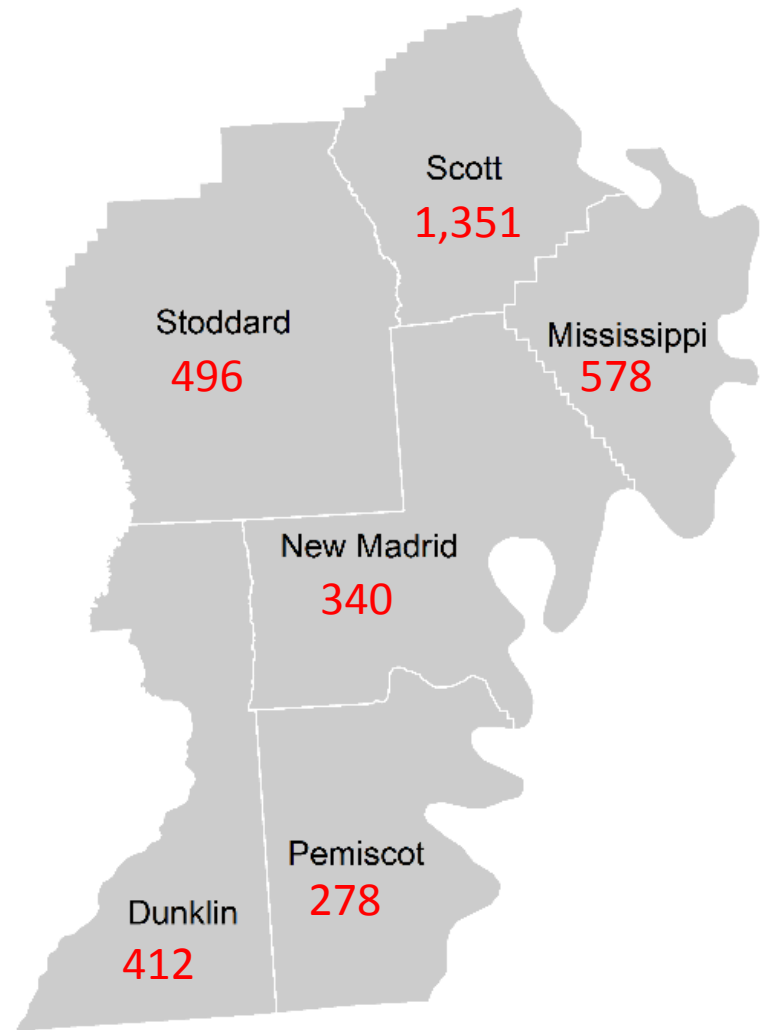 Scott
1,351
Stoddard
496
Mississippi
578
New Madrid
340
Pemiscot
278
Dunklin
412